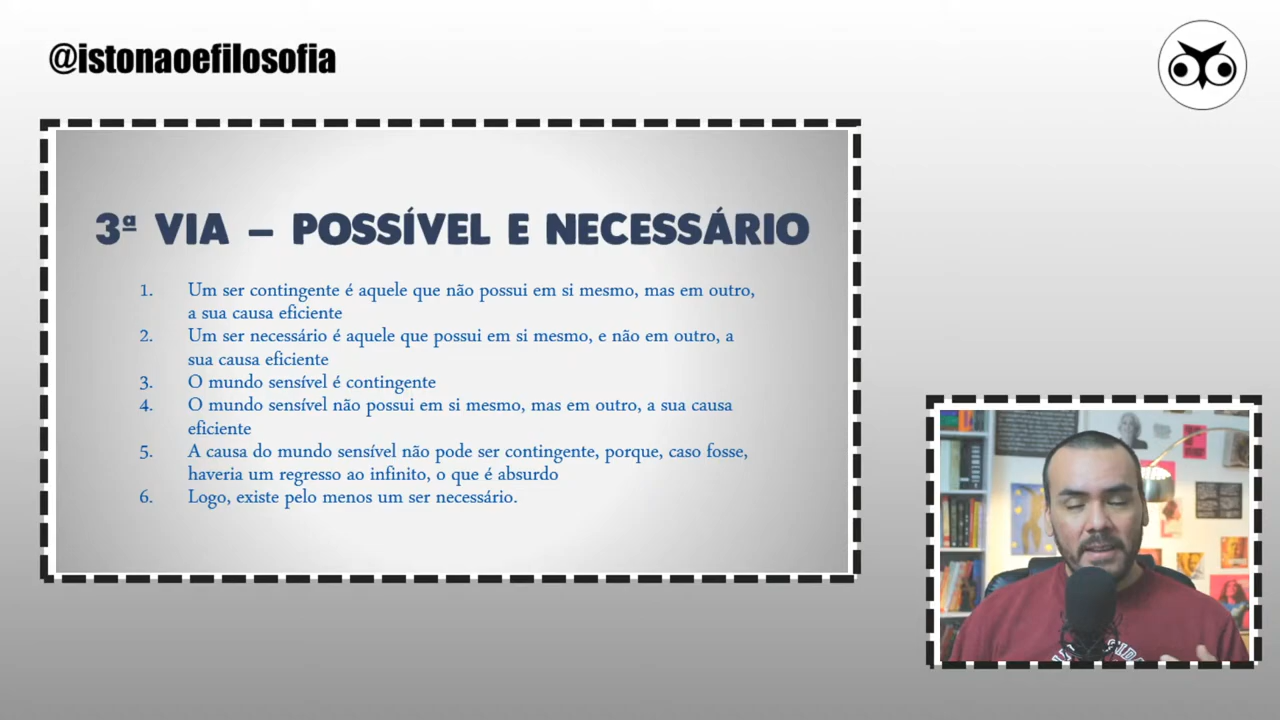 @istonaoefilosofia
3ª VIA – POSSÍVEL E NECESSÁRIO
1. Um ser contingente é aquele que não possui em si mesmo, mas em outro,
a sua causa eficiente
2. Um ser necessário é aquele que possui em si mesmo, e não em outro, a
sua causa eficiente
3. O mundo sensível é contingente
4. O mundo sensível não possui em si mesmo, mas em outro, a sua causa
eficiente
5. A causa do mundo sensível não pode ser contingente, porque, caso fosse,
haveria um regresso ao infinito, o que é absurdo
6. Logo, existe pelo menos um ser necessário.